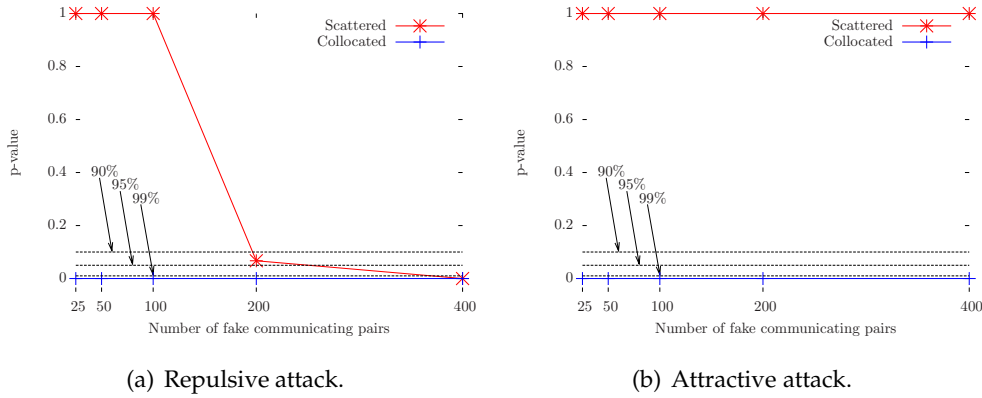 1
0.8
0.6
0.4
0.2
0
p-value
Scattered
Collocated
90%
95%
99%
25 50 100 200 400
Number of fake communicating pairs
(a) Repulsive attack.
1
0.8
0.6
0.4
0.2
0
p-value
Scattered
Collocated
90%
95%
99%
25 50 100 200 400
Number of fake communicating pairs
(b) Attractive attack.